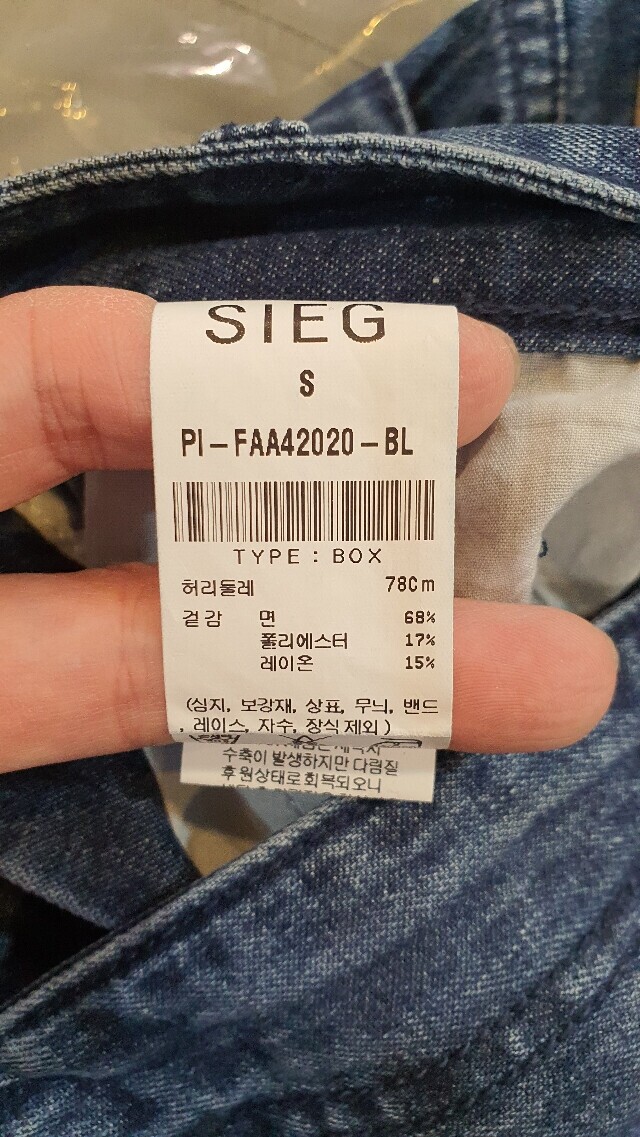 SIEG
S
PI-FAA42020-BL
TYPE : BOX
허리둘레 78Cm
겉감 면 68%
폴리에스터 17%
레이온 15%
(심지, 보강재, 상표, 무늬, 밴드
, 레이스, 자수, 장식제외)
수축이 발생하지만 다림질
후 원상태로 회복되오니